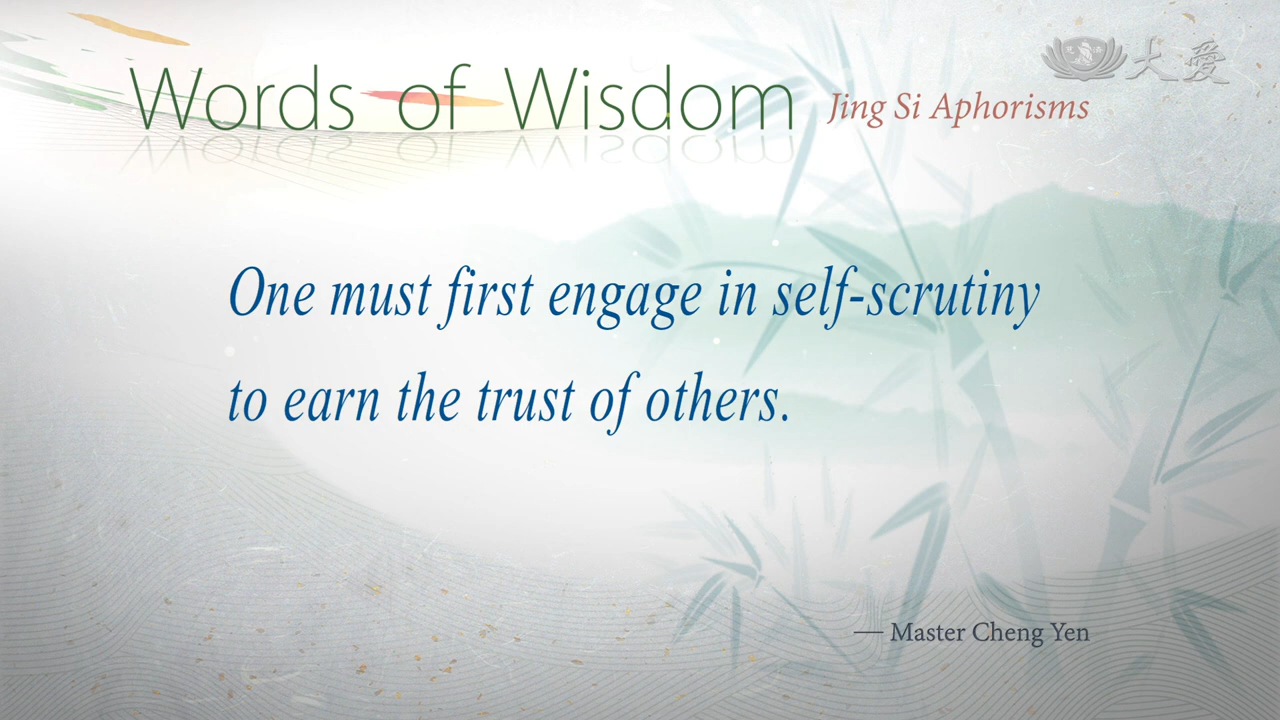 Words of Wisdom
Jing Si Aphorisms
大愛
One must first engage in self-scrutiny
to earn the trust of others.
— Master Cheng Yen